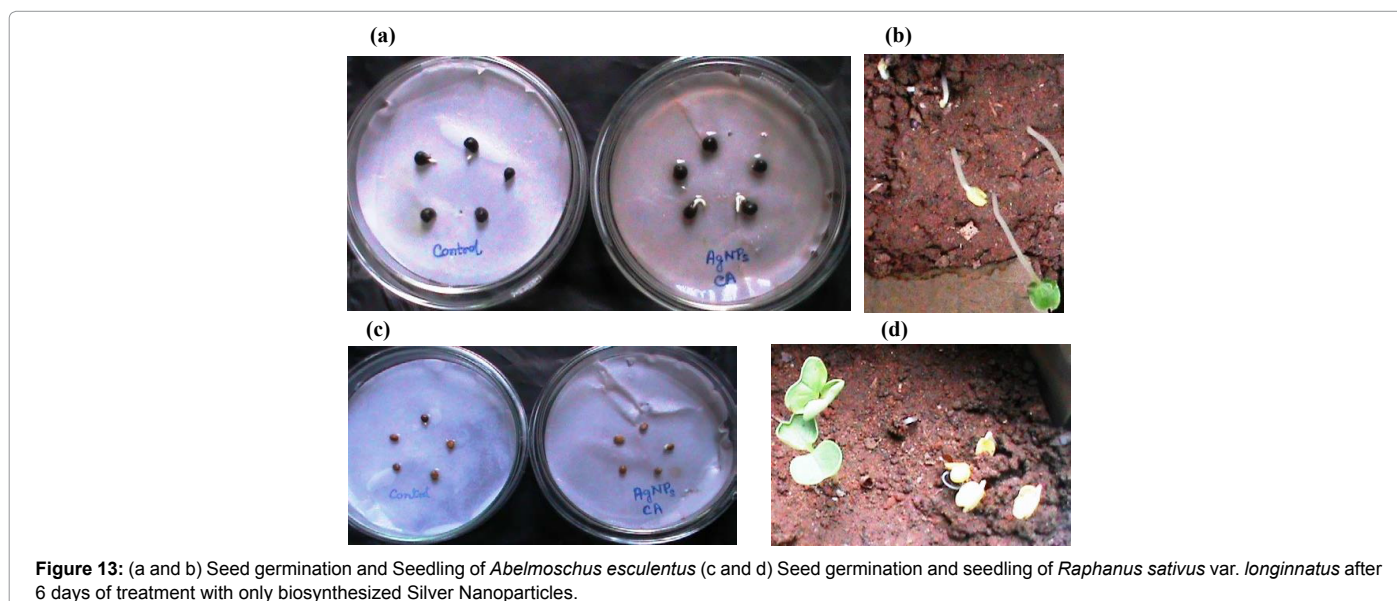 (a)
(b)
Control
AgNPs
CA
(c)
(d)
Contol
AgNPs
CA
Figure 13: (a and b) Seed germination and Seedling of Abelmoschus esculentus (c and d) Seed germination and seedling of Raphanus sativus var. longinnatus after
6 days of treatment with only biosynthesized Silver Nanoparticles.